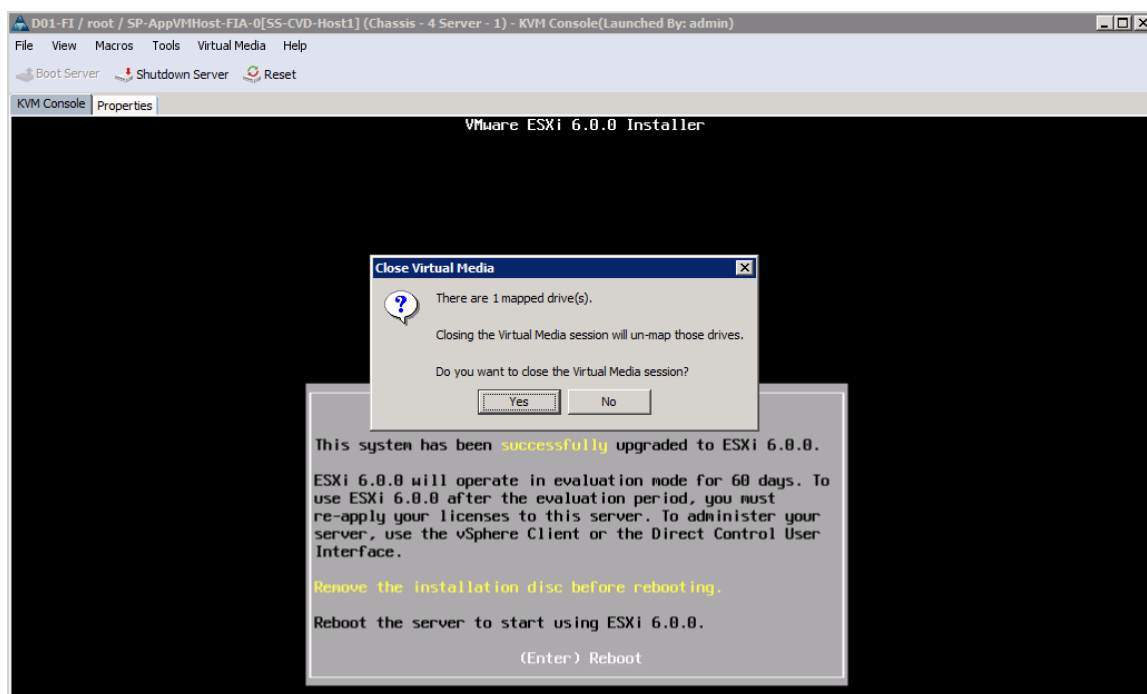 D01-FI / root / SP-AppVMHost-FIA-0[SS-CVD-Host1] (Chassis - 4 Server - 1) - KVM Console(Launched By: admin)
File View Macros Tools Virtual Media Help
Boot Server Shutdown Server Reset
KVM Console Properties
VMware ESXi 6.0.0 Installer
Close Virtual Media
There are 1 mapped drive(s).
Closing the Virtual Media session will un-map those drives.
Do you want to close the Virtual Media session?
Yes No
This system has been successfully upgraded to ESXi 6.0.0.
ESXi 6.0.0 will operate in evaluation mode for 60 days. To
use ESXi 6.0.0 after the evaluation period, you must
re-apply your licenses to this server. To administer your
server, use the vSphere Client or the Direct Control User
Interface.
Remove the installation disc before rebooting.
Reboot the server to start using ESXi 6.0.0.
(Enter) Reboot